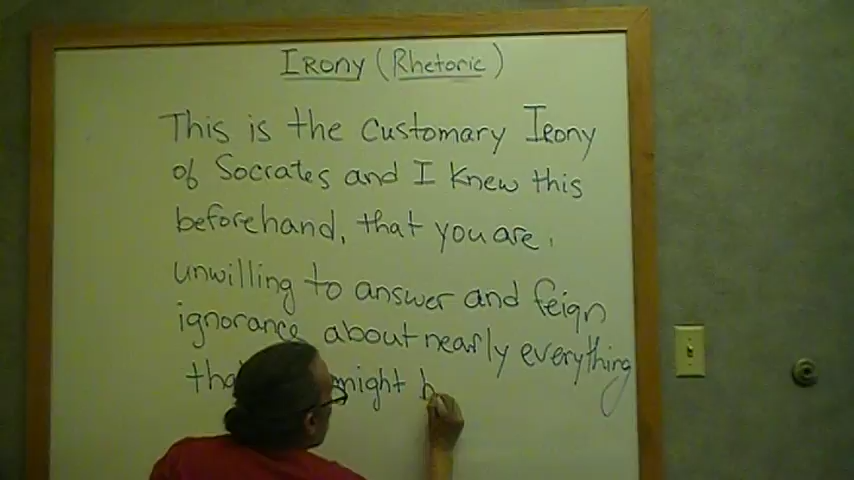 Irony (Rhetoric)
This is the customary Irony
of Socrates and I knew this
beforehand, that you are,
unwilling to answer and feign
ignorance about nearly everything
might